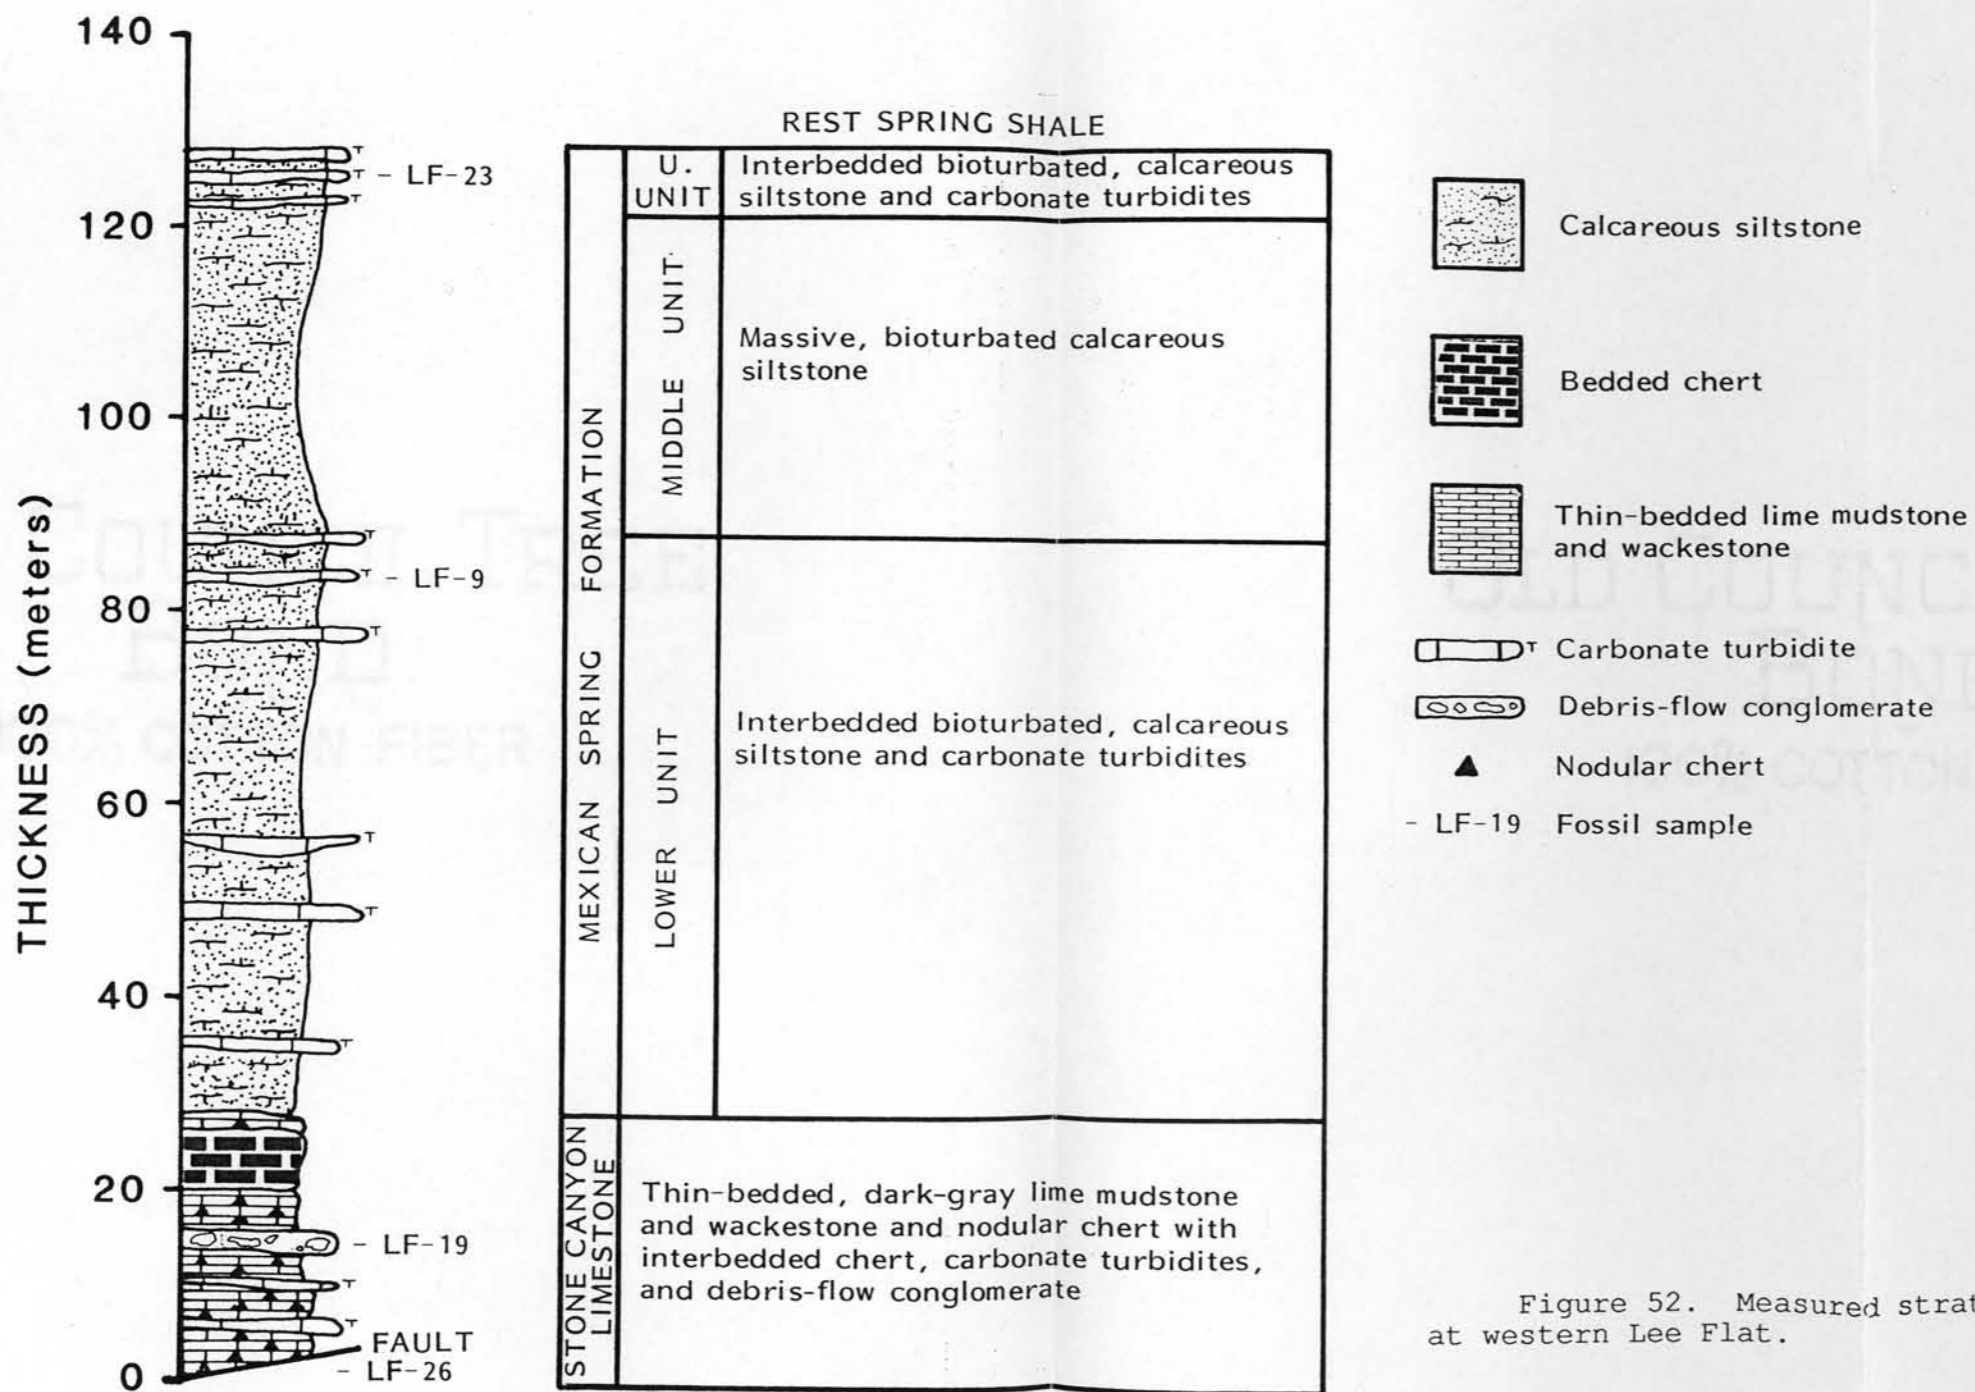 THICKNESS (meters)
140
120
100
80
60
40
20
0
T
T - LF-23
T
T
T - LF-9
T
T
T
T
- LF-19
T
T
FAULT
- LF-26
REST SPRING SHALE
MEXICAN SPRING FORMATION
U.
UNIT
Interbedded bioturbated, calcareous
siltstone and carbonate turbidites
MIDDLE UNIT
Massive, bioturbated calcareous
siltstone
LOWER UNIT
Interbedded bioturbated, calcareous
siltstone and carbonate turbidites
STONE CANYON
LIMESTONE
Thin-bedded, dark-gray lime mudstone
and wackestone and nodular chert with
interbedded chert, carbonate turbidites,
and debris-flow conglomerate
Calcareous siltstone
Bedded chert
Thin-bedded lime mudstone
and wackestone
T Carbonate turbidite
Debris-flow conglomerate
Nodular chert
- LF-19 Fossil sample
Figure 52. Measured strat
at western Lee Flat.